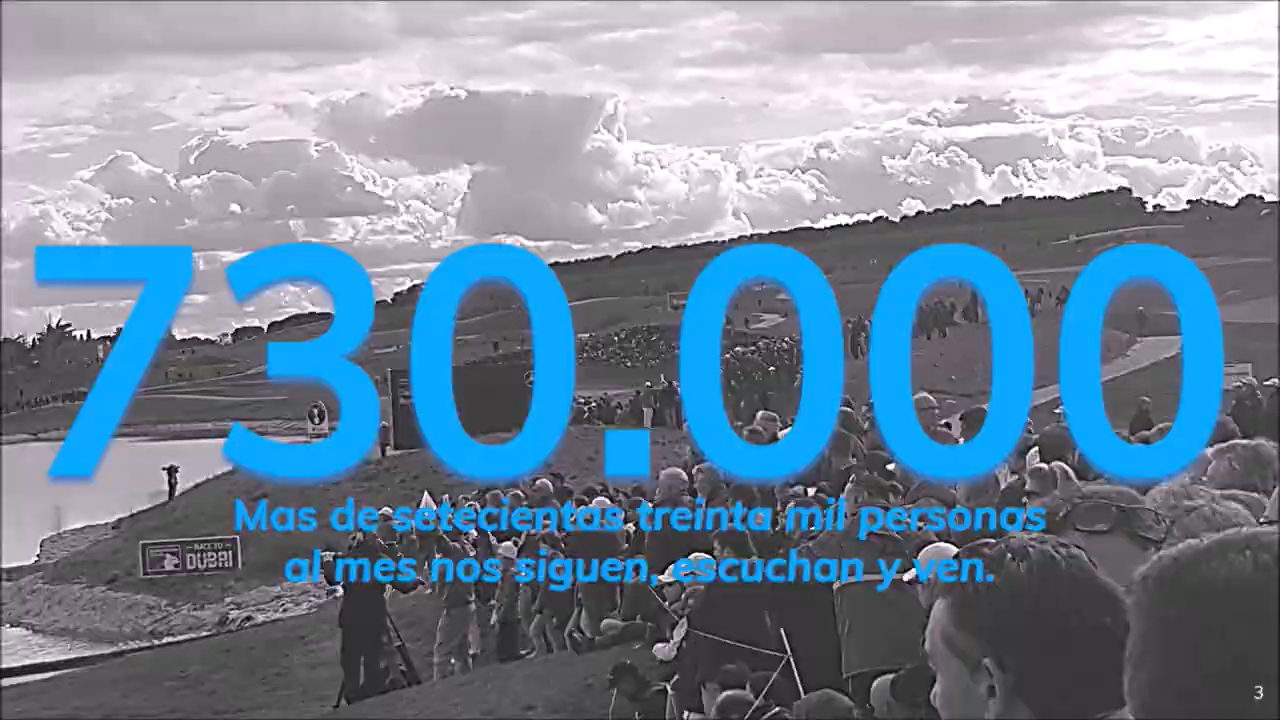 730.000
Mas de setecientas treinta mil personas
al mes nos siguen, escuchan y ven.
RACE TO
DUBAI
3